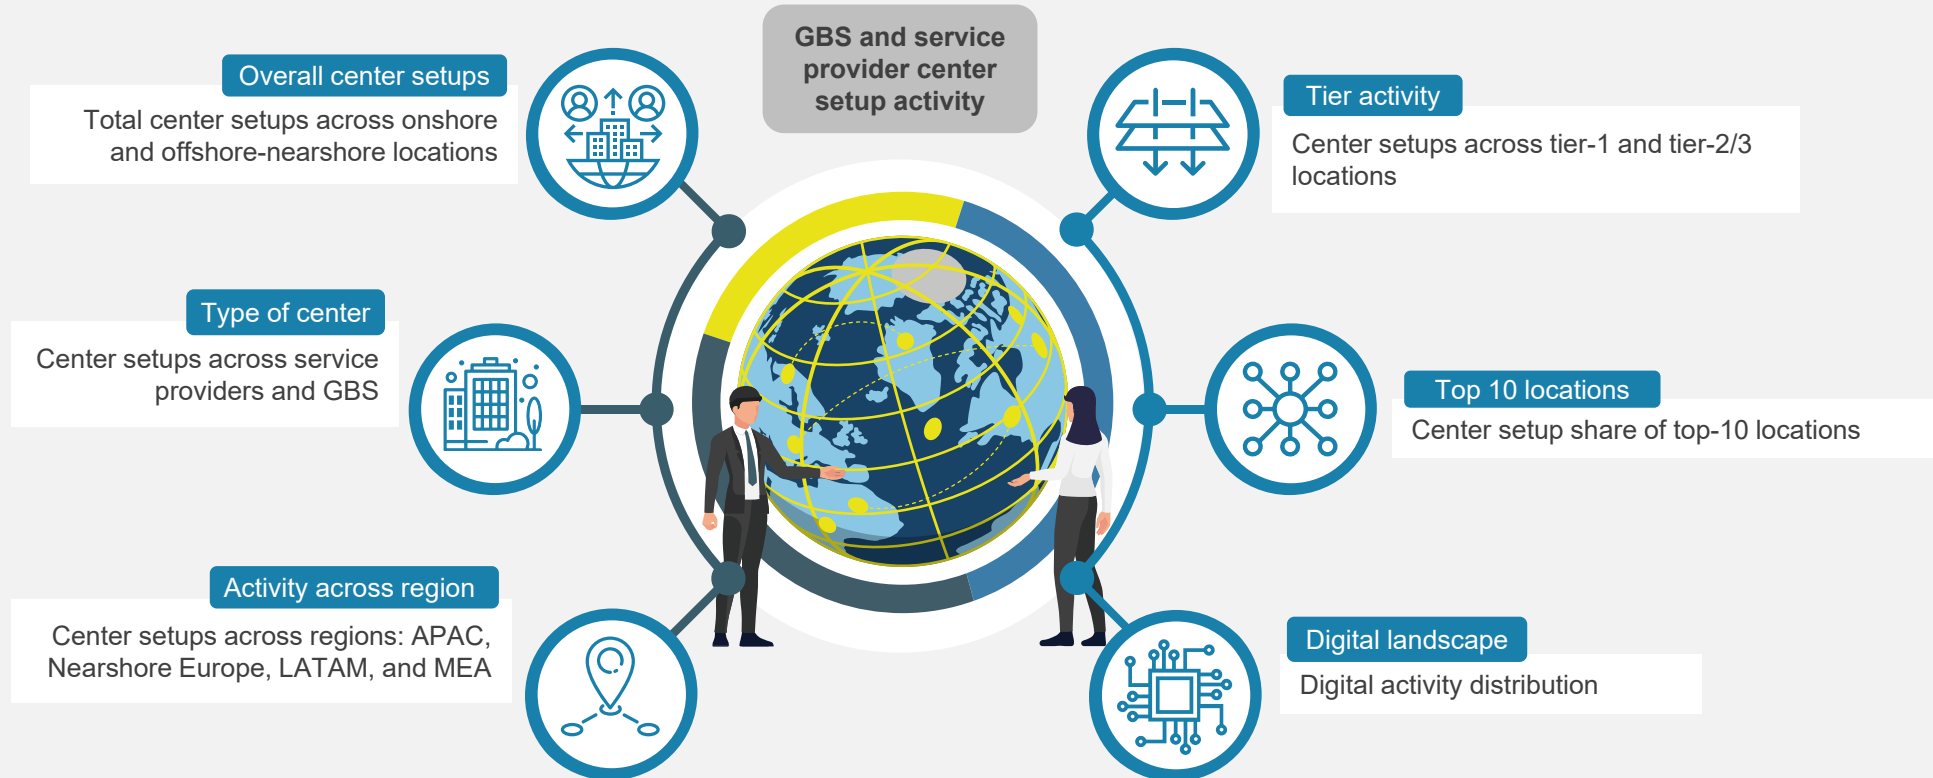 GBS and service
provider center
setup activity
Overall center setups
Total center setups across onshore
and offshore-nearshore locations
Type of center
Center setups across service
providers and GBS
Activity across region
Center setups across regions: APAC,
Nearshore Europe, LATAM, and MEA
Tier activity
Center setups across tier-1 and tier-2/3
locations
Top 10 locations
Center setup share of top-10 locations
Digital landscape
Digital activity distribution